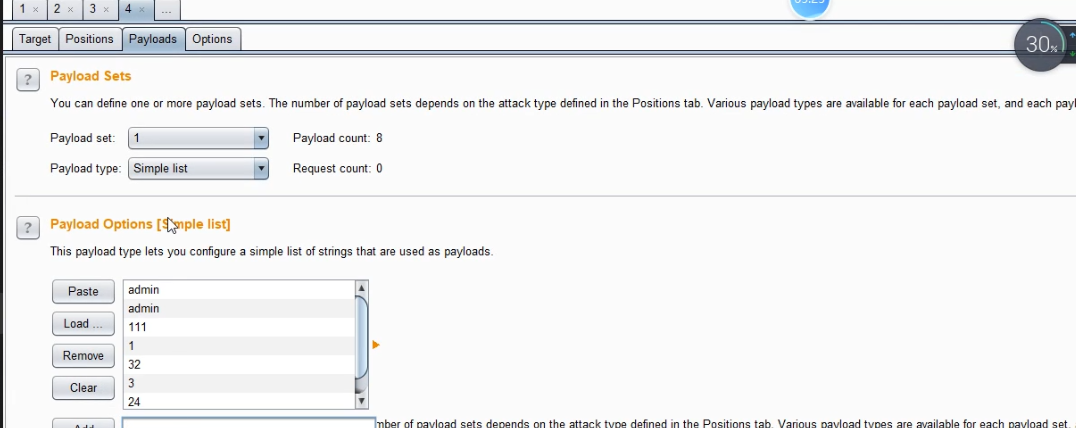 1 × 2 × 3 × 4 × ...
Target Positions Payloads Options
30%
? Payload Sets
You can define one or more payload sets. The number of payload sets depends on the attack type defined in the Positions tab. Various payload types are available for each payload set, and each payl
Payload set: 1 Payload count: 8
Payload type: Simple list Request count: 0
? Payload Options [Simple list]
This payload type lets you configure a simple list of strings that are used as payloads.
Paste
Load ...
Remove
Clear
admin
admin
111
1
32
3
24
Add
mber of payload sets depends on the attack type defined in the Positions tab. Various payload types are available for each payload set,